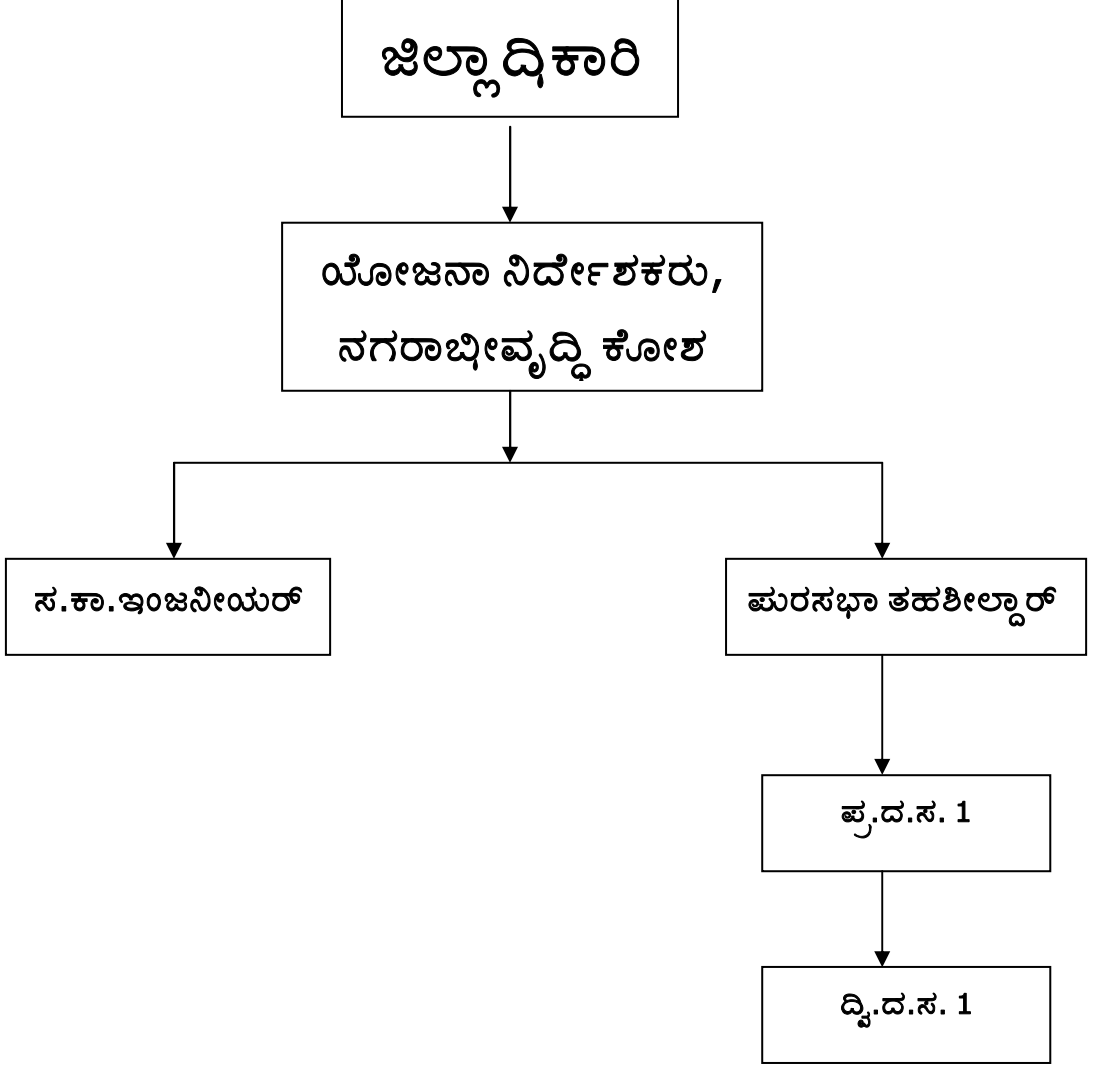 ಜಿಲ್ಲಾಧಿಕಾರಿ
ಯೋಜನಾ ನಿರ್ದೇಶಕರು,
ನಗರಾಭೀವೃದ್ಧಿ ಕೋಶ
ಸ.ಕಾ.ಇಂಜನೀಯರ್
ಪುರಸಭಾ ತಹಶೀಲ್ದಾರ್
ಪ್ರ.ದ.ಸ. 1
ದ್ವಿ.ದ.ಸ. 1